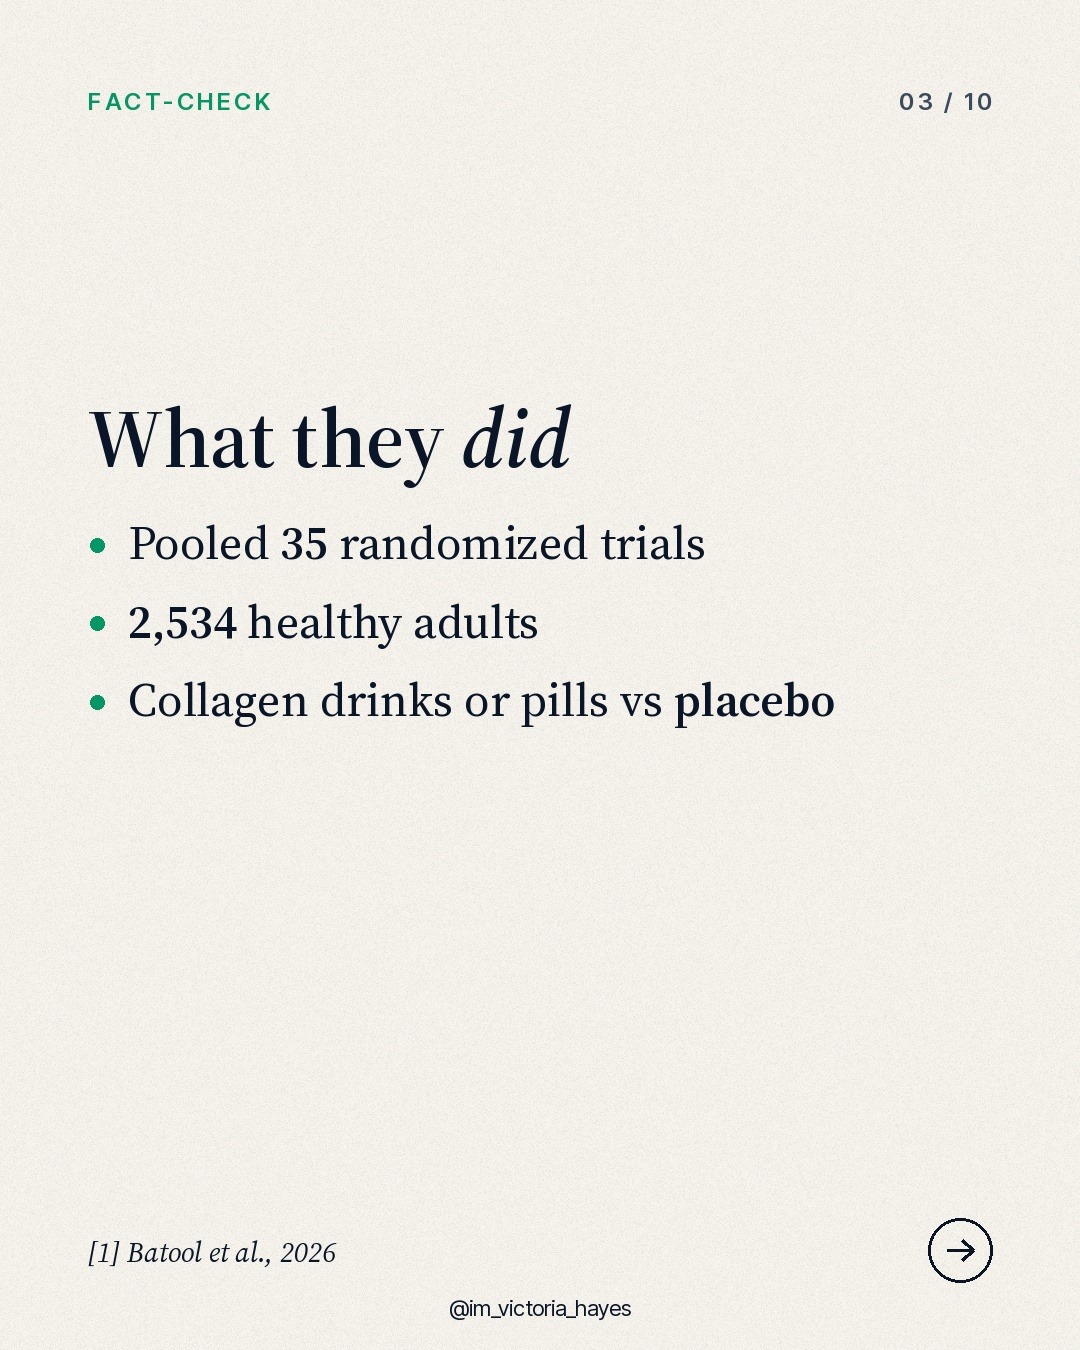 FACT-CHECK
03 / 10
What they did
Pooled 35 randomized trials
2,534 healthy adults
Collagen drinks or pills vs placebo
[1] Batool et al., 2026
@im_victoria_hayes